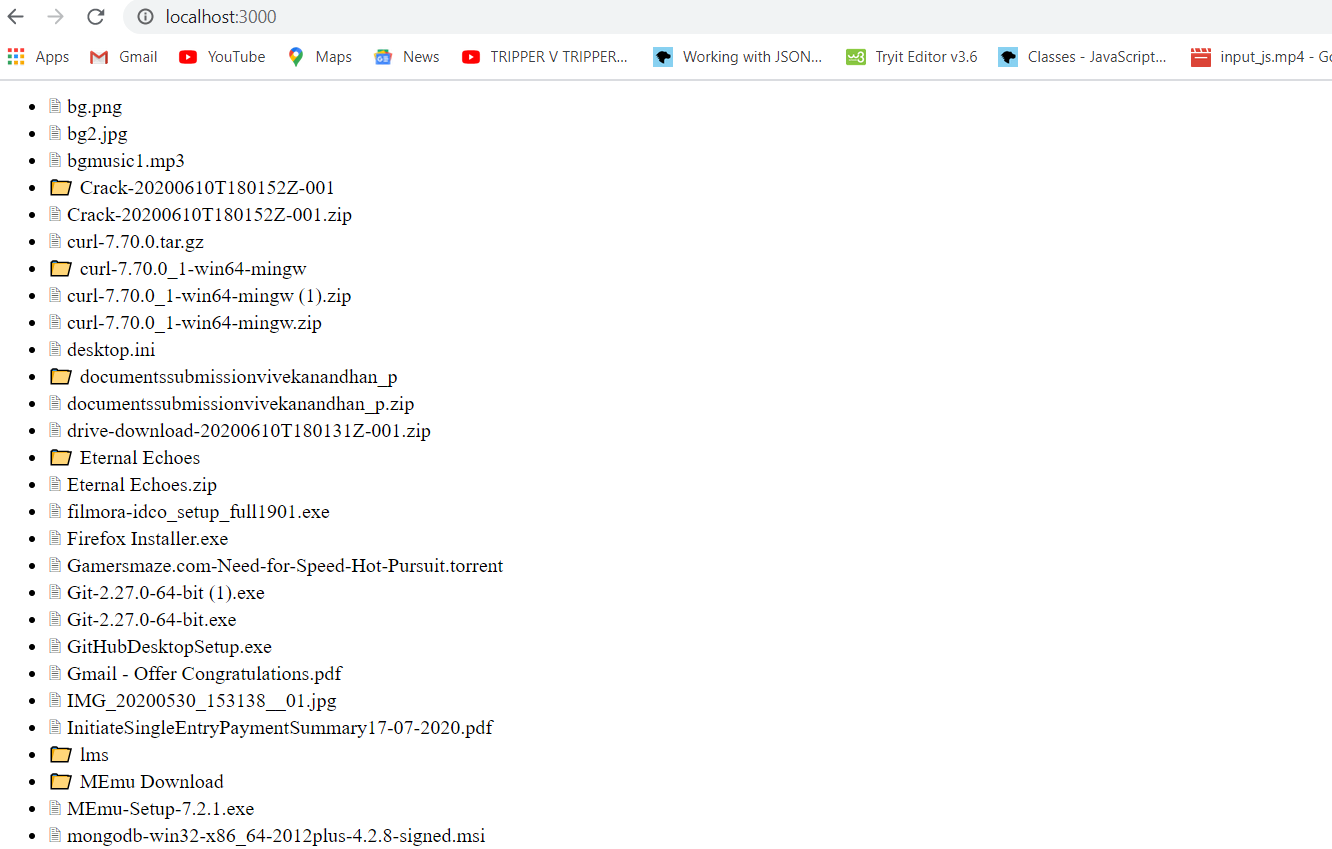 localhost:3000
Apps Gmail YouTube Maps News TRIPPER V TRIPPER... Working with JSON... Tryit Editor v3.6 Classes - JavaScript... input_js.mp4 - Go
bg.png
bg2.jpg
bgmusic1.mp3
Crack-20200610T180152Z-001
Crack-20200610T180152Z-001.zip
curl-7.70.0.tar.gz
curl-7.70.0_1-win64-mingw
curl-7.70.0_1-win64-mingw (1).zip
curl-7.70.0_1-win64-mingw.zip
desktop.ini
documentssubmissionvivekanandhan_p
documentssubmissionvivekanandhan_p.zip
drive-download-20200610T180131Z-001.zip
Eternal Echoes
Eternal Echoes.zip
filmora-idco_setup_full1901.exe
Firefox Installer.exe
Gamersmaze.com-Need-for-Speed-Hot-Pursuit.torrent
Git-2.27.0-64-bit (1).exe
Git-2.27.0-64-bit.exe
GitHubDesktopSetup.exe
Gmail - Offer Congratulations.pdf
IMG_20200530_153138__01.jpg
InitiateSingleEntryPaymentSummary17-07-2020.pdf
lms
MEmu Download
MEmu-Setup-7.2.1.exe
mongodb-win32-x86_64-2012plus-4.2.8-signed.msi